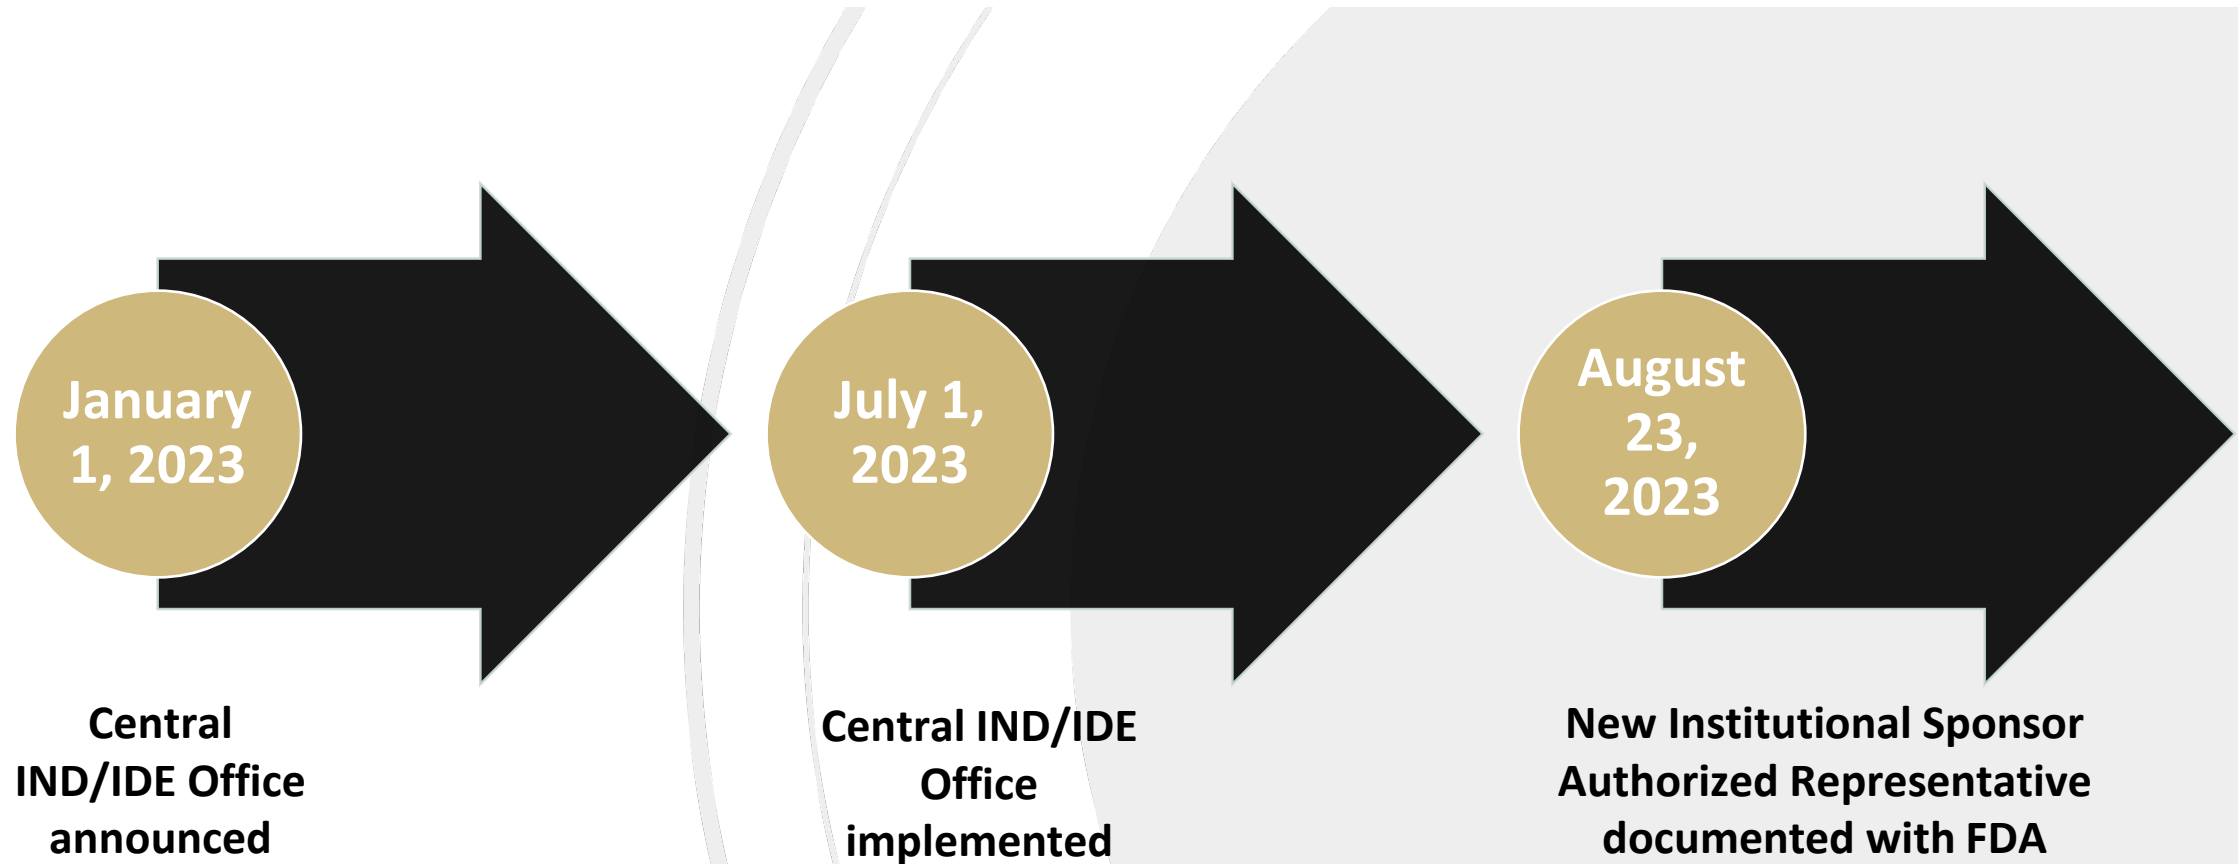 January
1, 2023
Central
IND/IDE Office
announced
July 1,
2023
Central IND/IDE
Office
implemented
August
23,
2023
New Institutional Sponsor
Authorized Representative
documented with FDA